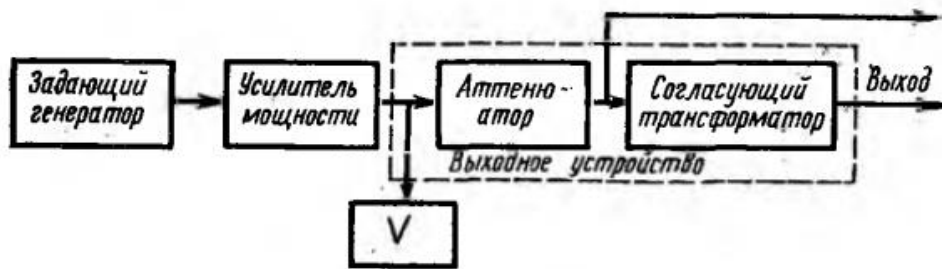 Задающий
генератор
Усилитель
мощности
Аттеню-
атор
Согласующий
трансформатор
Выход
Выходное устройство
V